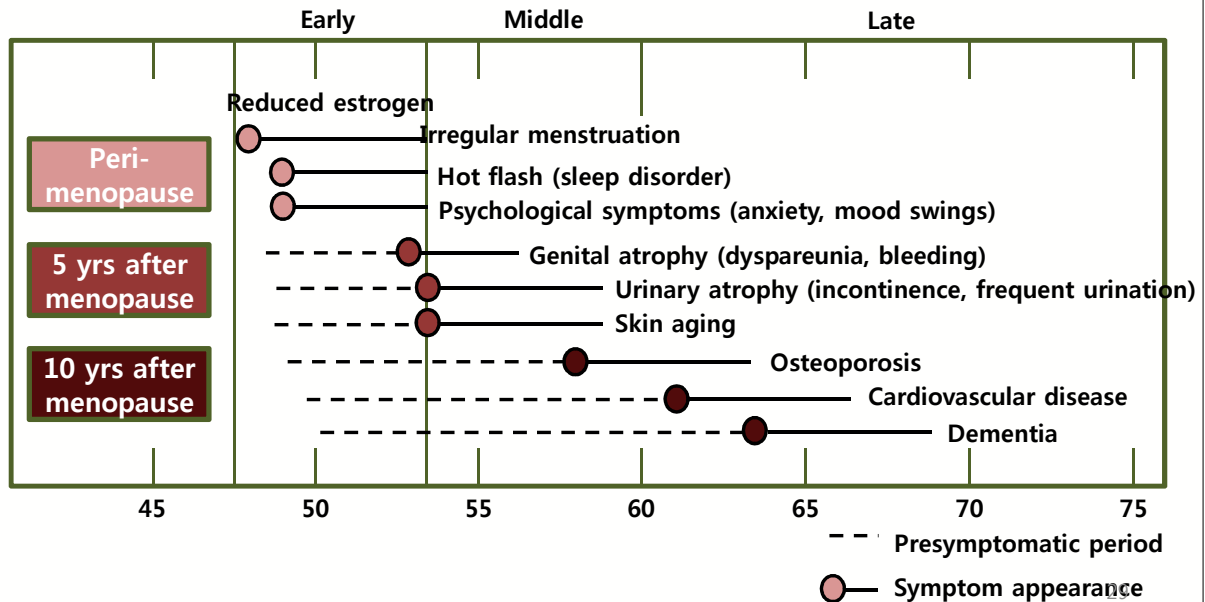 Early Middle Late
Reduced estrogen
Irregular menstruation
Peri-
menopause
Hot flash (sleep disorder)
Psychological symptoms (anxiety, mood swings)
5 yrs after
menopause
Genital atrophy (dyspareunia, bleeding)
Urinary atrophy (incontinence, frequent urination)
Skin aging
10 yrs after
menopause
Osteoporosis
Cardiovascular disease
Dementia
45 50 55 60 65 70 75
Presymptomatic period
Symptom appearance
29